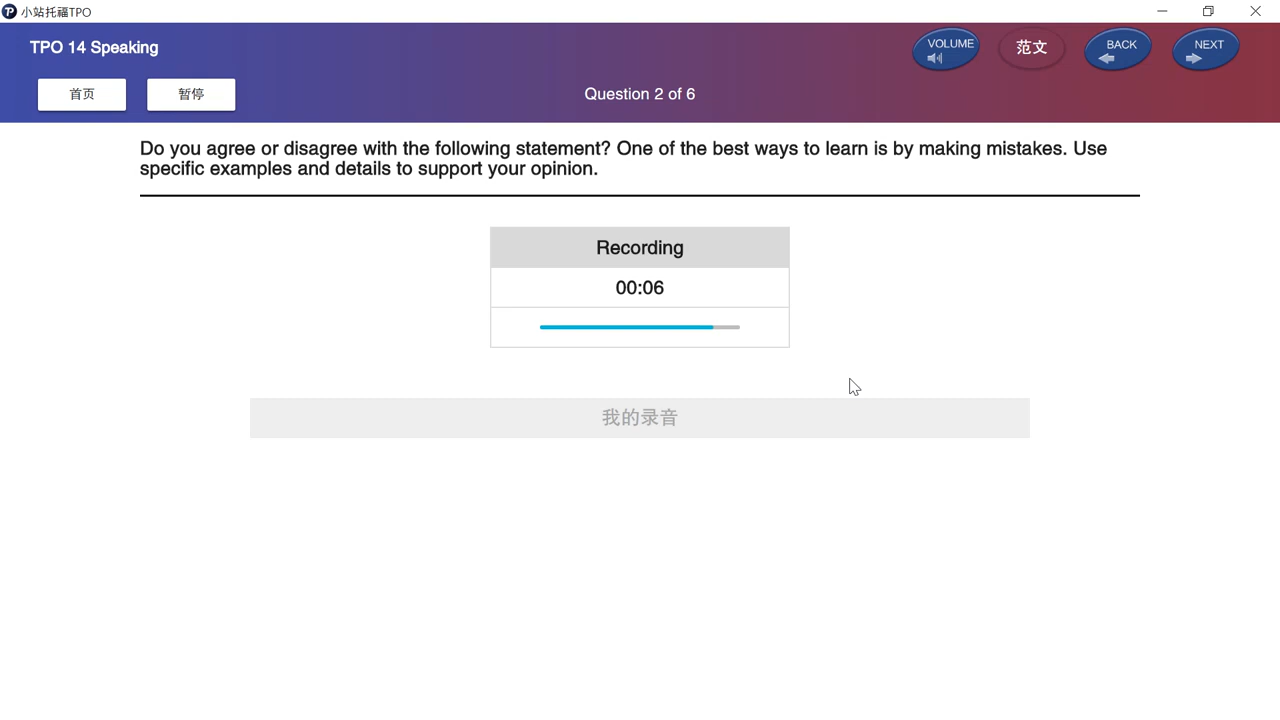 小站托福TPO
TPO 14 Speaking
VOLUME
范文
BACK
NEXT
首页
暂停
Question 2 of 6
Do you agree or disagree with the following statement? One of the best ways to learn is by making mistakes. Use
specific examples and details to support your opinion.
Recording
00:06
我的录音